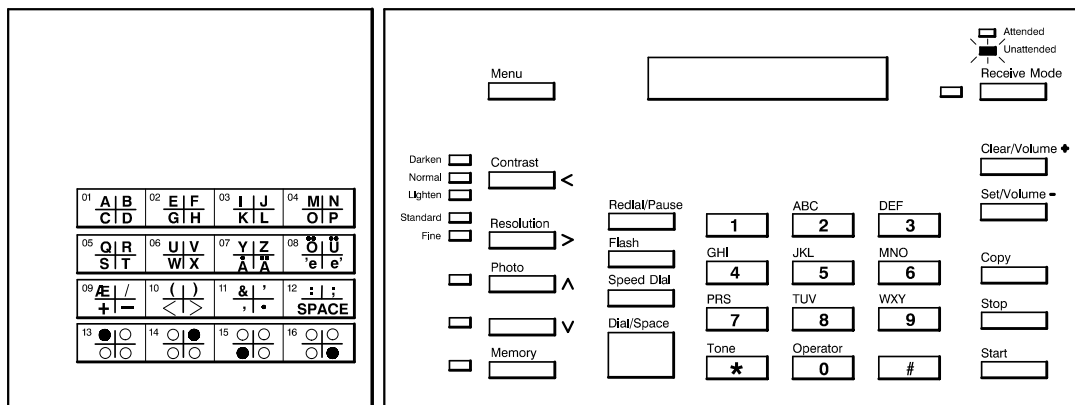 01 A B C D 02 E F G H 03 I J K L 04 M N O P
05 Q R S T 06 U V W X 07 Y Z Å Ä 08 Ö Ü 'e e'
09 Æ / + – 10 ( ) < > 11 & ' , • 12 : ; SPACE
13 14 15 16
Attended
Unattended
Receive Mode
Menu
Clear/Volume +
Set/Volume -
Darken
Normal
Lighten
Contrast <
Standard
Fine
Resolution >
Photo ∧
∨
Memory
Redial/Pause
Flash
Speed Dial
Dial/Space
1
ABC 2
DEF 3
GHI 4
JKL 5
MNO 6
PRS 7
TUV 8
WXY 9
Tone *
Operator 0
#
Copy
Stop
Start